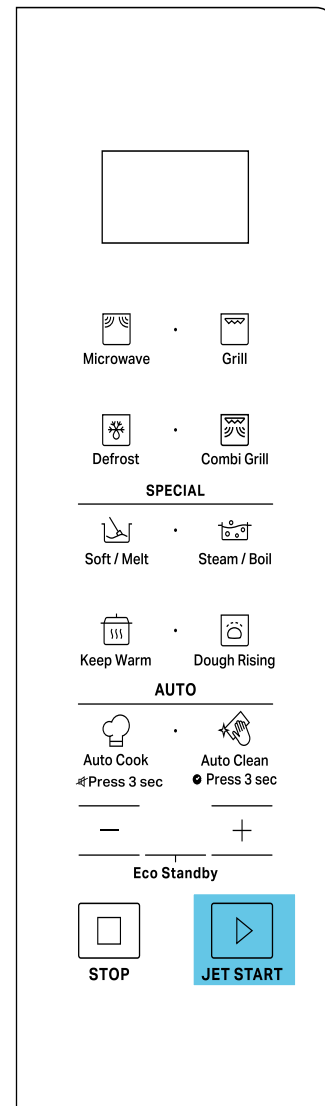 Microwave
Grill
Defrost
Combi Grill
SPECIAL
Soft / Melt
Steam / Boil
Keep Warm
Dough Rising
AUTO
Auto Cook
Press 3 sec
Auto Clean
Press 3 sec
− +
Eco Standby
STOP
JET START